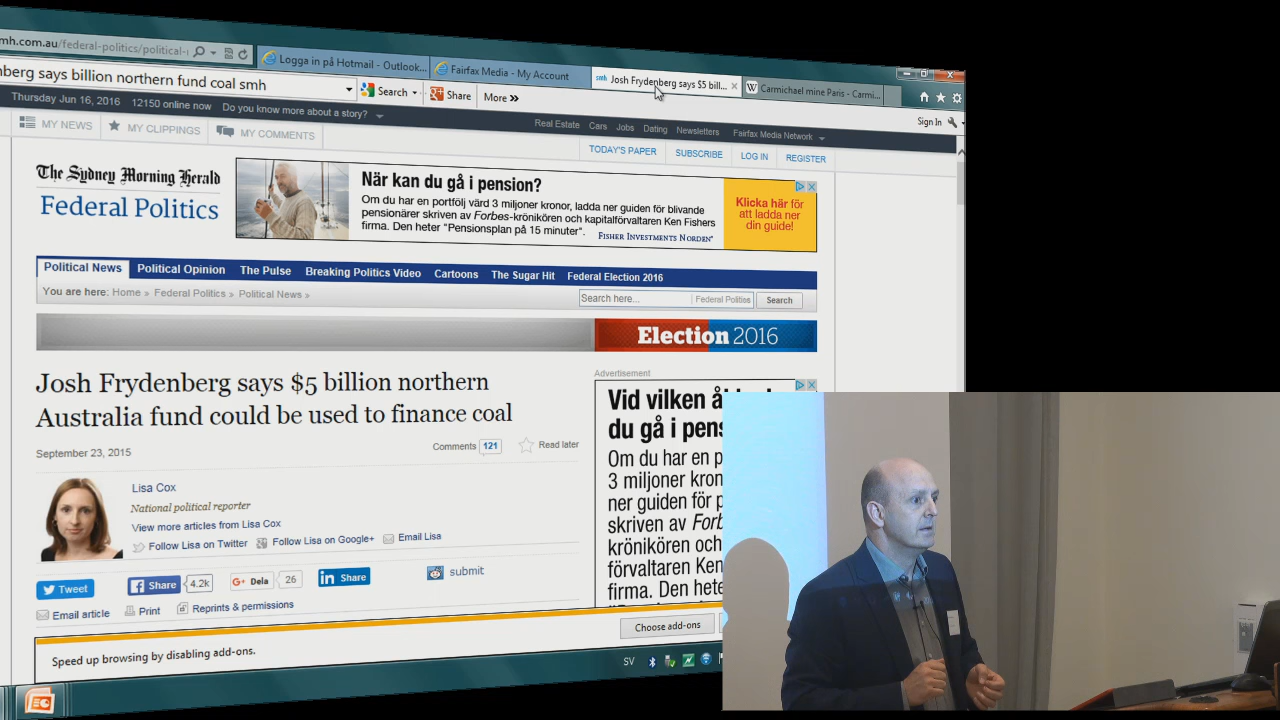 mh.com.au/federal-politics/political-
Logga in på Hotmail - Outlook...
Fairfax Media - My Account
smh Josh Frydenberg says $5 bill...
W Carmichael mine Paris - Carmi...
nberg says billion northern fund coal smh
Search
Share
More »
Sign In
Thursday Jun 16, 2016 12150 online now Do you know more about a story?
Real Estate Cars Jobs Dating Newsletters Fairfax Media Network
MY NEWS MY CLIPPINGS MY COMMENTS
TODAY'S PAPER SUBSCRIBE LOG IN REGISTER
The Sydney Morning Herald
Federal Politics
När kan du gå i pension?
Om du har en portfölj värd 3 miljoner kronor, ladda ner guiden för blivande
pensionärer skriven av Forbes-krönikören och kapitalförvaltaren Ken Fishers
firma. Den heter "Pensionsplan på 15 minuter".
FISHER INVESTMENTS NORDEN
Klicka här för
att ladda ner
din guide!
Political News Political Opinion The Pulse Breaking Politics Video Cartoons The Sugar Hit Federal Election 2016
You are here: Home » Federal Politics » Political News »
Search here... Federal Politics Search
Election 2016
Josh Frydenberg says $5 billion northern
Australia fund could be used to finance coal
September 23, 2015
Comments 121
Read later
Lisa Cox
National political reporter
View more articles from Lisa Cox
Follow Lisa on Twitter Follow Lisa on Google+ Email Lisa
Tweet
Share 4.2k
G+ Dela 26
in Share
submit
Email article Print Reprints & permissions
Advertisement
Vid vilken
du gå i pens
Om du har en p
3 miljoner kron
ner guiden för p
skriven av Forb
krönikören och
förvaltaren Ken
firma. Den heter
Speed up browsing by disabling add-ons.
Choose add-ons
SV